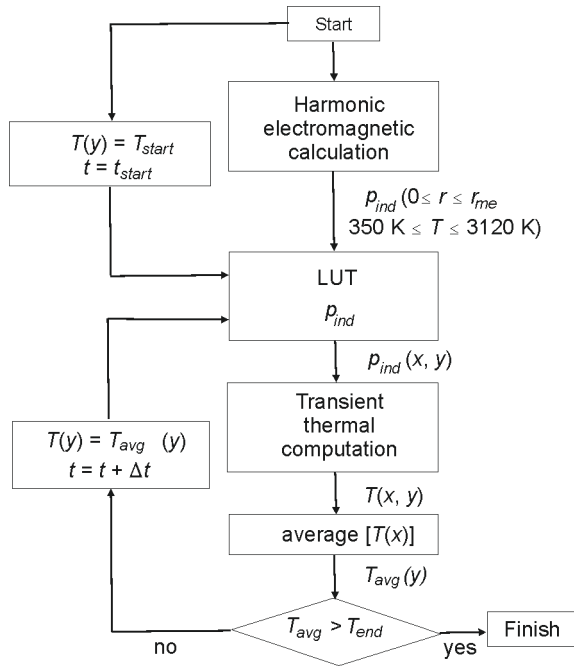 Start
Harmonic
electromagnetic
calculation
T(y) = T_start
t = t_start
p_ind (0 ≤ r ≤ r_me
350 K ≤ T ≤ 3120 K)
LUT
p_ind
p_ind (x, y)
Transient
thermal
computation
T(y) = T_avg (y)
t = t + Δt
T(x, y)
average [T(x)]
T_avg (y)
T_avg > T_end
no
yes
Finish